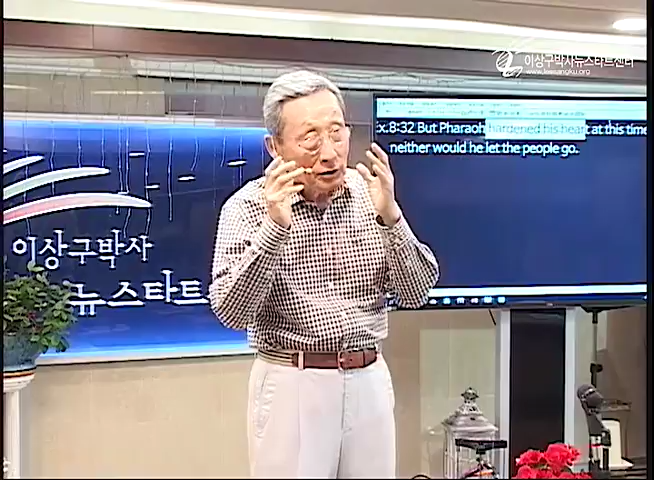 이상구박사뉴스타트센터
www.leesangku.org
x.8:32 But Pharaoh hardened his heart at this time
neither would he let the people go.
이상구박사
뉴스타트